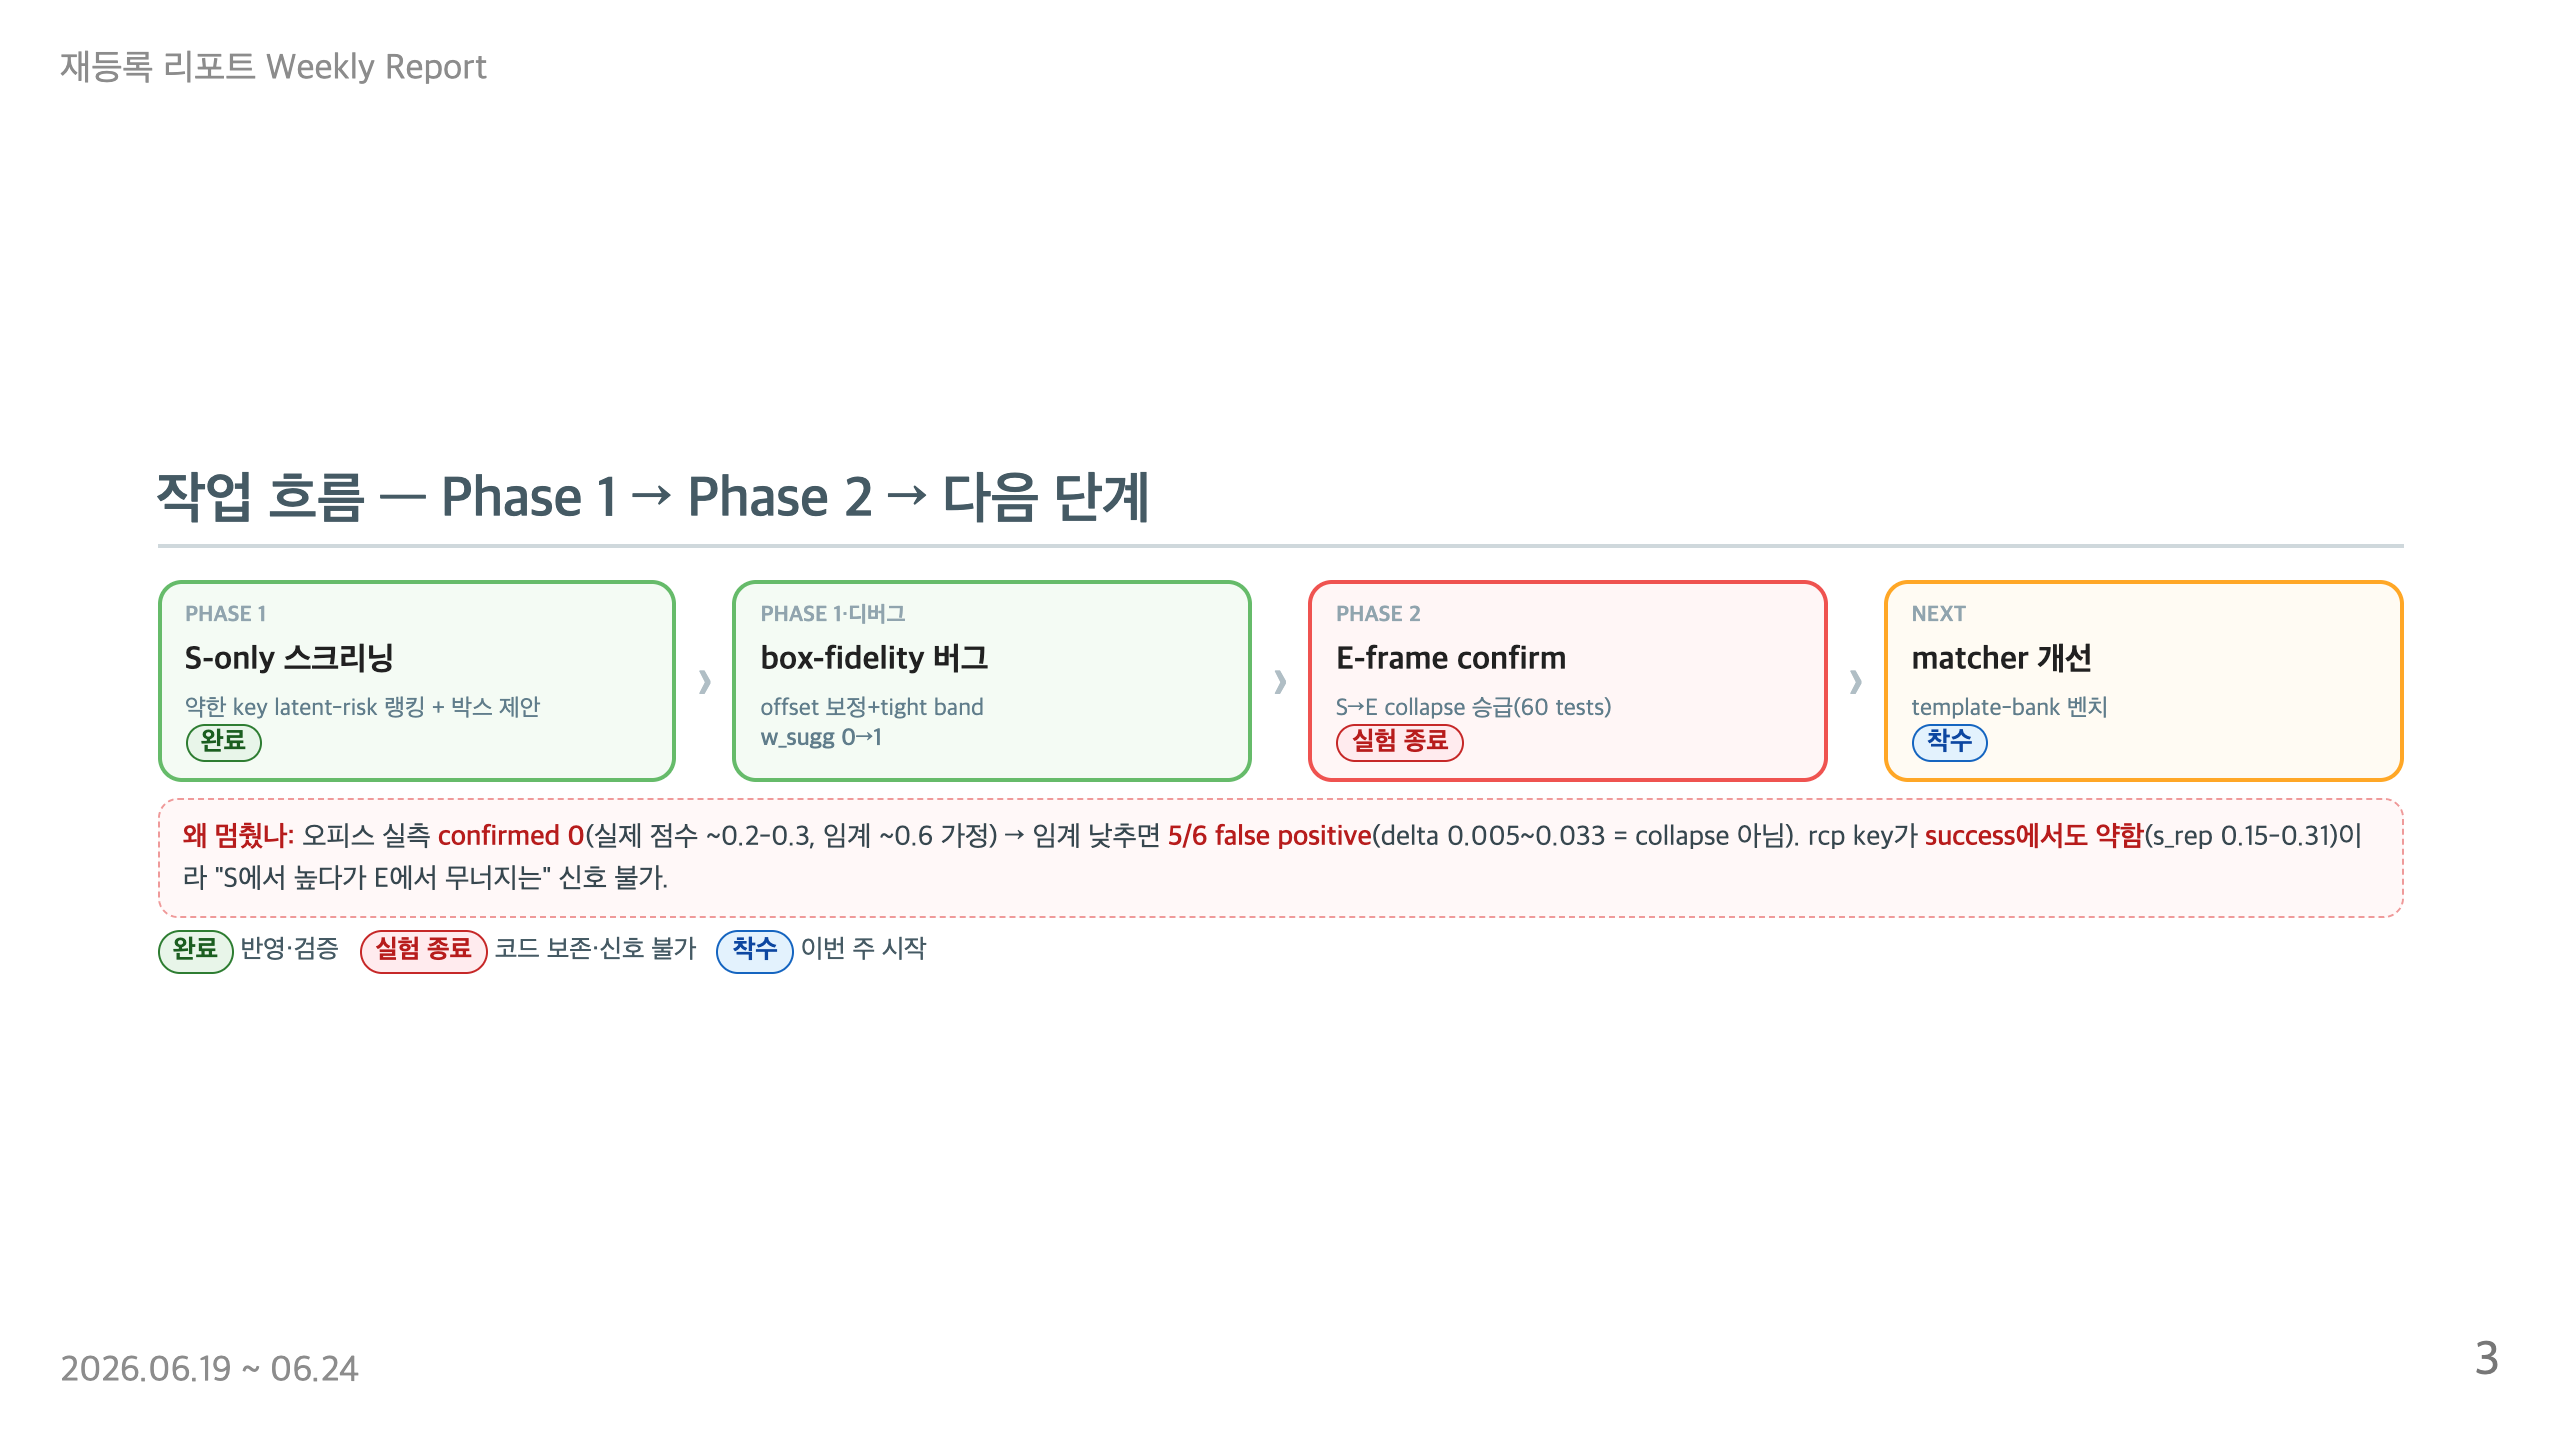 재등록 리포트 Weekly Report
작업 흐름 — Phase 1 → Phase 2 → 다음 단계
PHASE 1
S-only 스크리닝
약한 key latent-risk 랭킹 + 박스 제안
완료
›
PHASE 1·디버그
box-fidelity 버그
offset 보정+tight band
w_sugg 0→1
›
PHASE 2
E-frame confirm
S→E collapse 승급(60 tests)
실험 종료
›
NEXT
matcher 개선
template-bank 벤치
착수
왜 멈췄나: 오피스 실측 confirmed 0(실제 점수 ~0.2-0.3, 임계 ~0.6 가정) → 임계 낮추면 5/6 false positive(delta 0.005~0.033 = collapse 아님). rcp key가 success에서도 약함(s_rep 0.15-0.31)이
라 "S에서 높다가 E에서 무너지는" 신호 불가.
완료 반영·검증 실험 종료 코드 보존·신호 불가 착수 이번 주 시작
2026.06.19 ~ 06.24
3